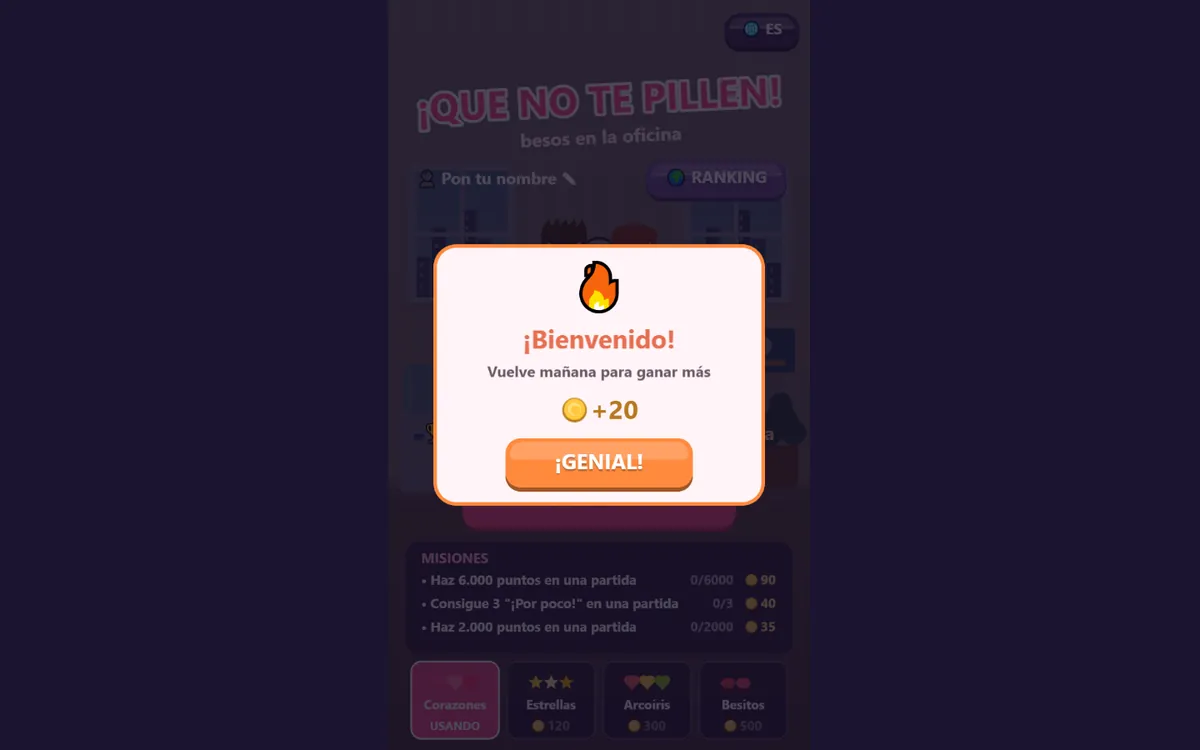 ES
¡QUE NO TE PILLEN!
besos en la oficina
Pon tu nombre
RANKING
¡Bienvenido!
Vuelve mañana para ganar más
+20
¡GENIAL!
MISIONES
• Haz 6.000 puntos en una partida 0/6000 90
• Consigue 3 "¡Por poco!" en una partida 0/3 40
• Haz 2.000 puntos en una partida 0/2000 35
Corazones Estrellas Arcoiris Besitos
USANDO 120 300 500